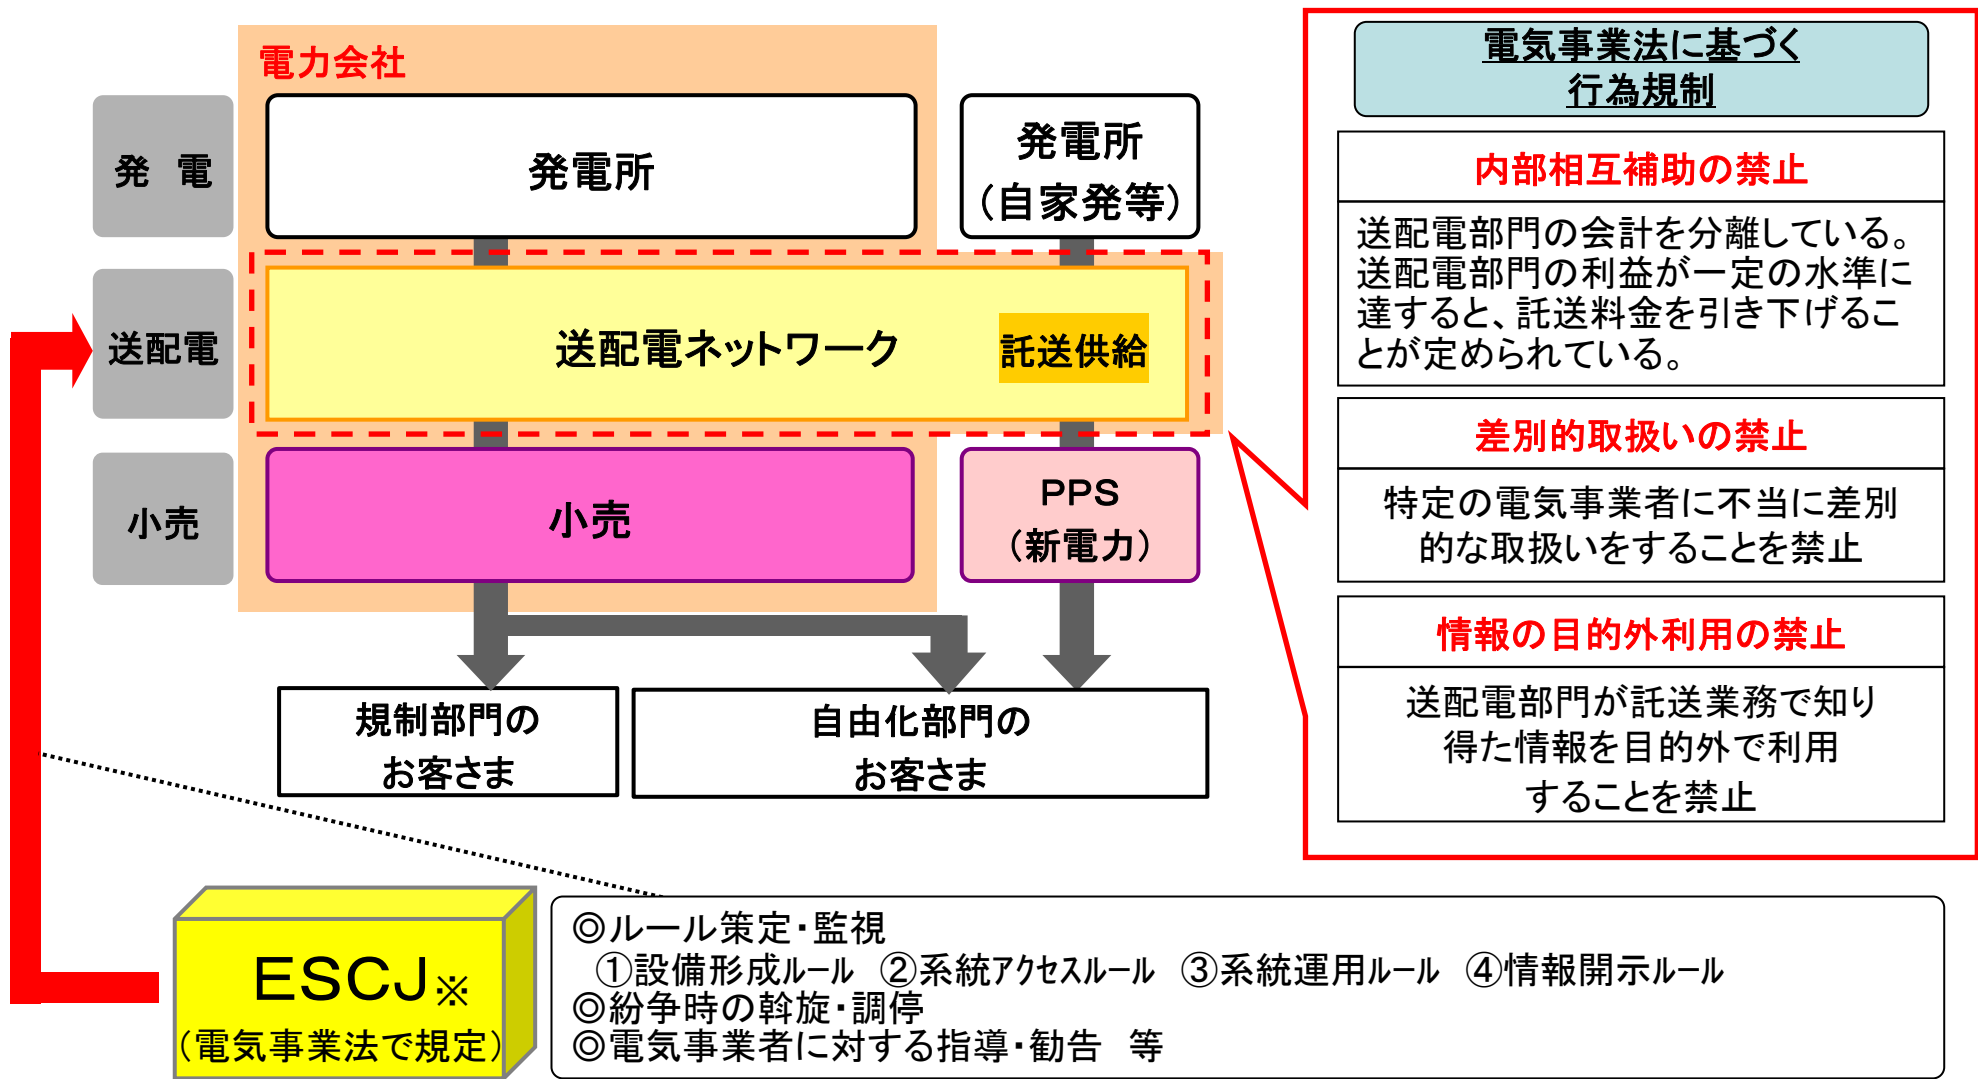 電力会社
発　電
発電所
発電所
（自家発等）
送配電
送配電ネットワーク
託送供給
小売
小売
PPS
（新電力）
規制部門の
お客さま
自由化部門の
お客さま
電気事業法に基づく
行為規制
内部相互補助の禁止
送配電部門の会計を分離している。
送配電部門の利益が一定の水準に
達すると、託送料金を引き下げるこ
とが定められている。
差別的取扱いの禁止
特定の電気事業者に不当に差別
的な取扱いをすることを禁止
情報の目的外利用の禁止
送配電部門が託送業務で知り
得た情報を目的外で利用
することを禁止
ESCJ※
（電気事業法で規定）
◎ルール策定・監視
①設備形成ルール　②系統アクセスルール　③系統運用ルール　④情報開示ルール
◎紛争時の斡旋・調停
◎電気事業者に対する指導・勧告　等